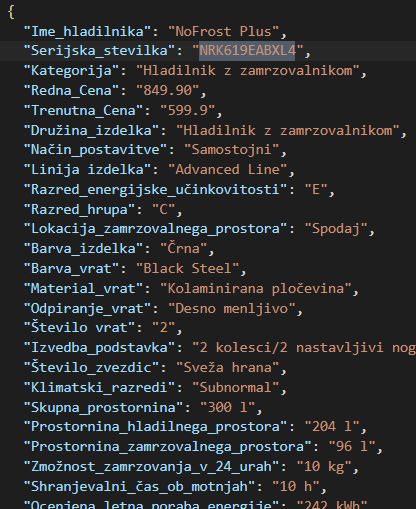 {
"Ime_hladilnika": "NoFrost Plus",
"Serijska_stevilka": "NRK619EABXL4",
"Kategorija": "Hladilnik z zamrzovalnikom",
"Redna_Cena": "849.90",
"Trenutna_Cena": "599.9",
"Družina_izdelka": "Hladilnik z zamrzovalnikom",
"Način_postavitve": "Samostojni",
"Linija izdelka": "Advanced Line",
"Razred_energijske_učinkovitosti": "E",
"Razred_hrupa": "C",
"Lokacija_zamrzovalnega_prostora": "Spodaj",
"Barva_izdelka": "Črna",
"Barva_vrat": "Black Steel",
"Material_vrat": "Kolaminirana pločevina",
"Odpiranje_vrat": "Desno menljivo",
"Število vrat": "2",
"Izvedba_podstavka": "2 kolesci/2 nastavljivi nog
"Število_zvezdic": "Sveža hrana",
"Klimatski_razredi": "Subnormal",
"Skupna_prostornina": "300 l",
"Prostornina_hladilnega_prostora": "204 l",
"Prostornina_zamrzovalnega_prostora": "96 l",
"Zmožnost_zamrzovanja_v_24_urah": "10 kg",
"Shranjevalni_čas_ob_motnjah": "10 h",
"Ocenjena_letna_poraba_energije": "242 kWh"